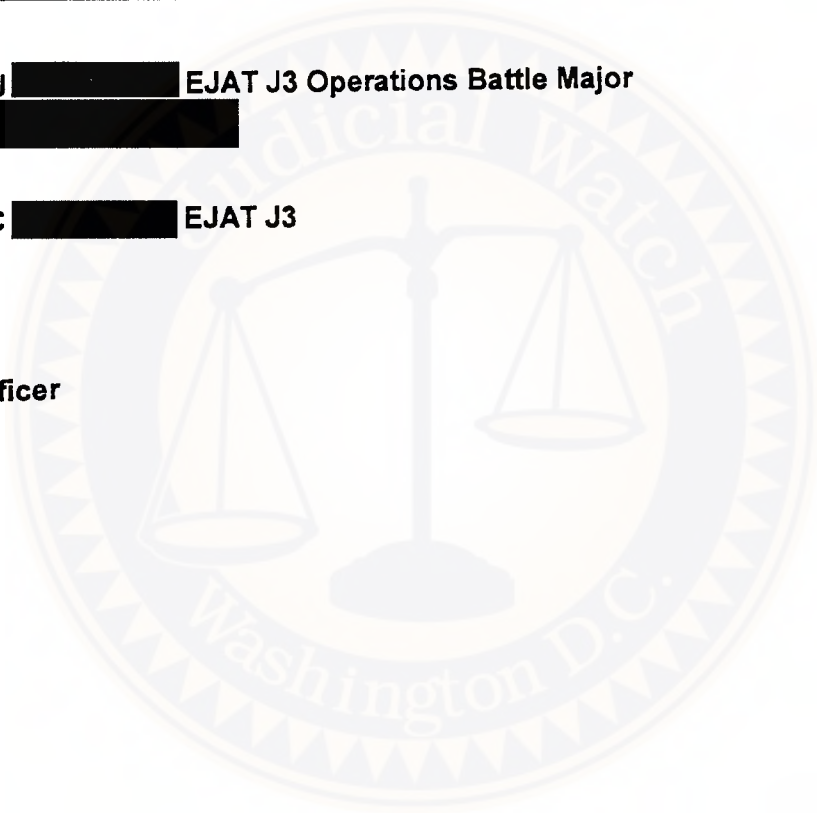 EJAT J3 Operations Battle Major
Judicial Watch
EJAT J3
ficer
Washington D.C.